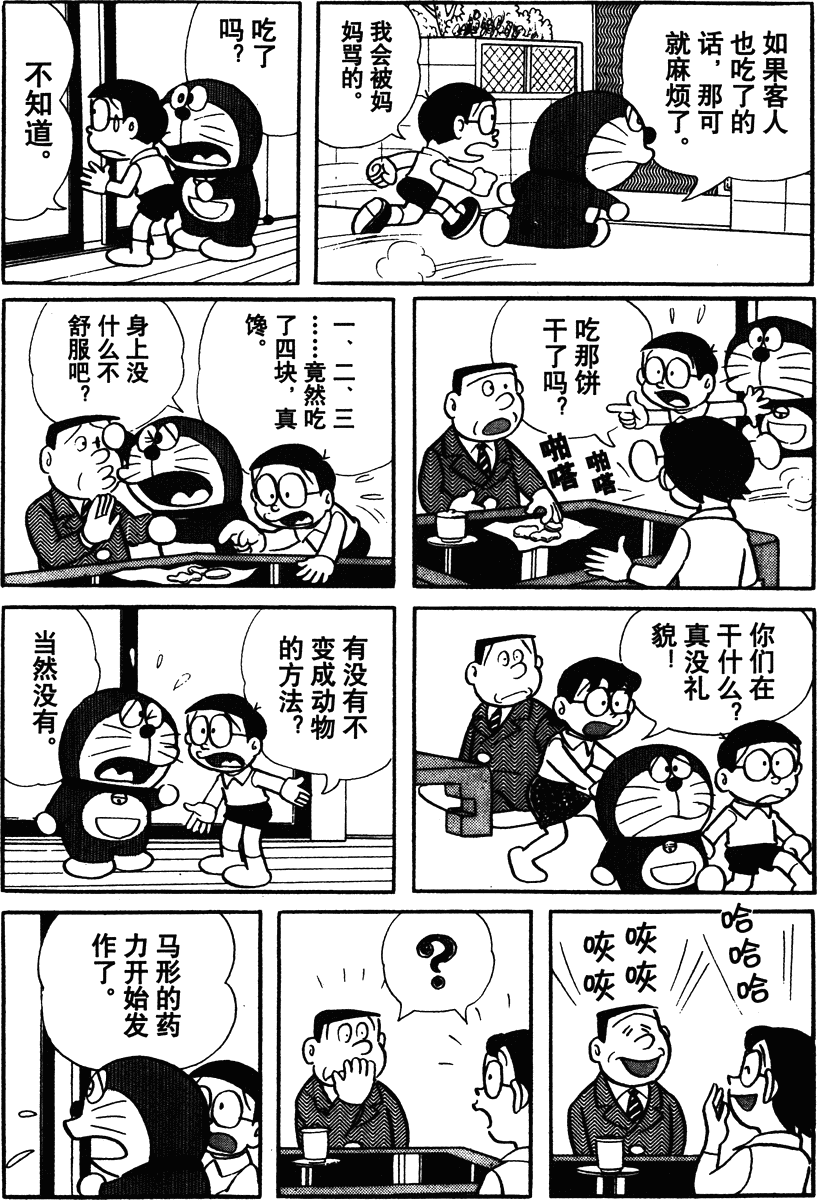 如果客人
也吃了的
话，那可
就麻烦了。
我会被妈
妈骂的。
吃了
吗？
不知道。
吃那饼
干了吗？
啪嗒
啪嗒
一、二、三
……竟然吃
了四块，真
馋。
身上没
什么不
舒服吧？
你们在
干什么？
真没礼
貌！
有没有不
变成动物
的方法？
当然没有。
哈哈哈
咴咴
咴咴
？
马形的药
力开始发
作了。